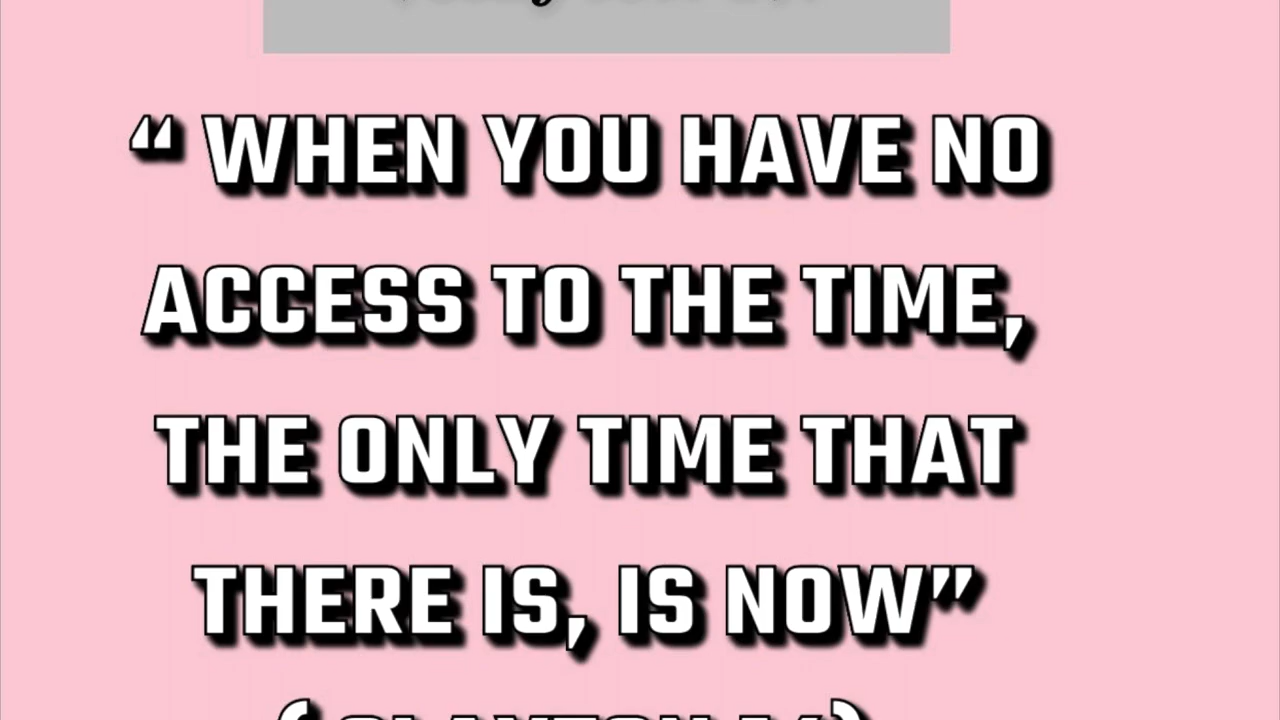 “ WHEN YOU HAVE NO
ACCESS TO THE TIME,
THE ONLY TIME THAT
THERE IS, IS NOW”